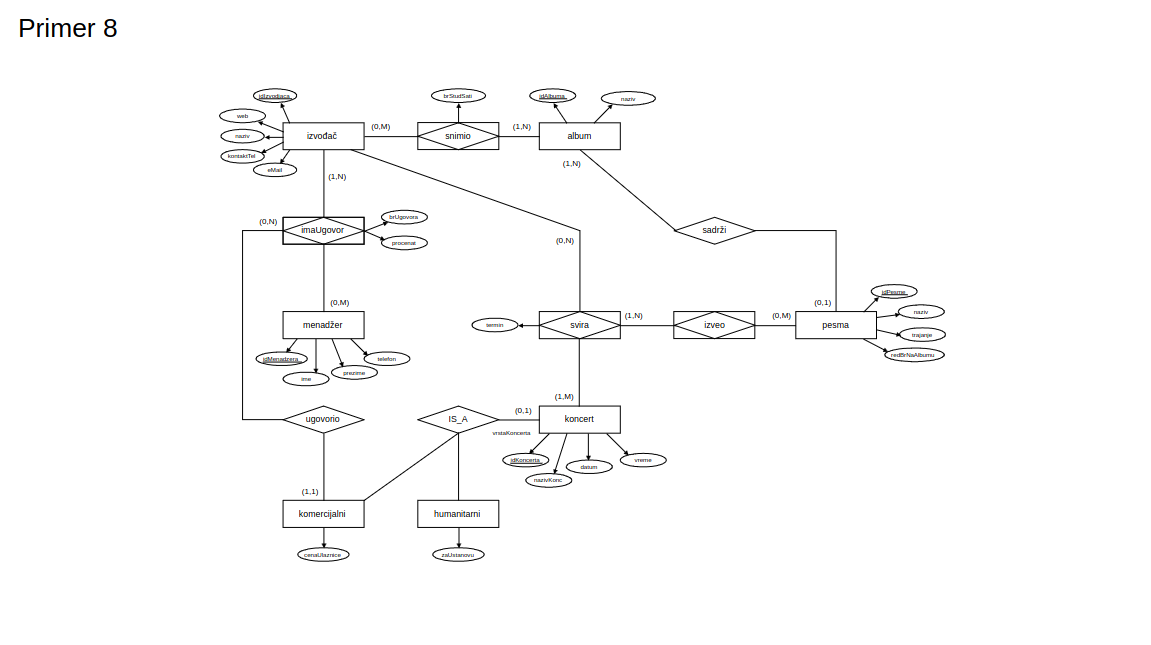 Primer 8
idIzvodjaca
brStudSati
idAlbuma
naziv
web
izvođač
(0,M)
snimio
(1,N)
album
naziv
kontaktTel
eMail
(1,N)
(1,N)
(0,N)
imaUgovor
brUgovora
procenat
(0,N)
sadrži
(0,M)
(0,1)
idPesme
naziv
menadžer
termin
svira
(1,N)
izveo
(0,M)
pesma
trajanje
redBrNaAlbumu
idMenadzera
telefon
ime
prezime
(1,M)
ugovorio
IS_A
(0,1)
koncert
vrstaKoncerta
idKoncerta
datum
vreme
nazivKonc
(1,1)
komercijalni
humanitarni
cenaUlaznice
zaUstanovu